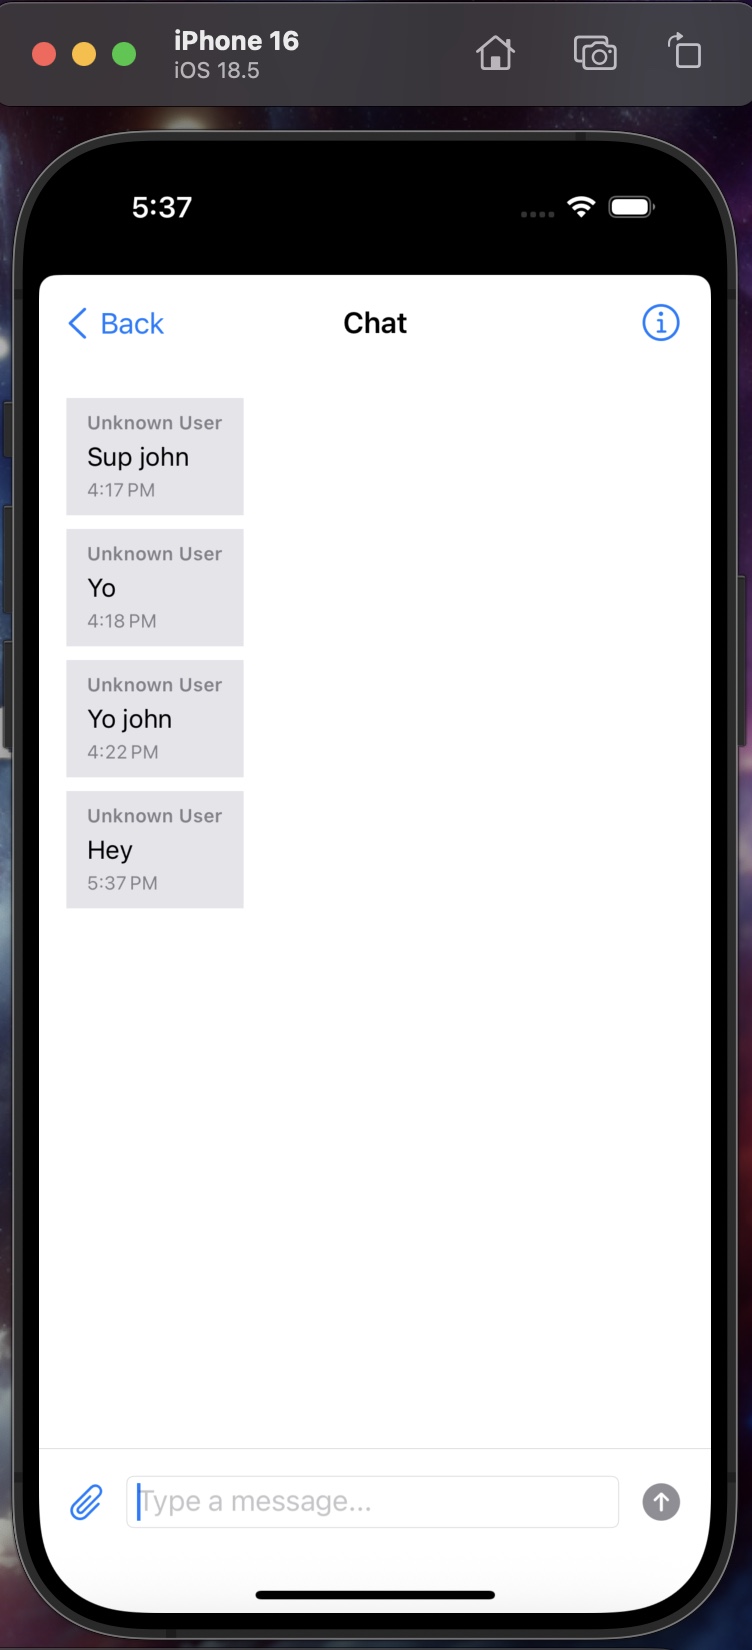 iPhone 16
iOS 18.5
5:37
Back
Chat
Unknown User
Sup john
4:17 PM
Unknown User
Yo
4:18 PM
Unknown User
Yo john
4:22 PM
Unknown User
Hey
5:37 PM
Type a message...